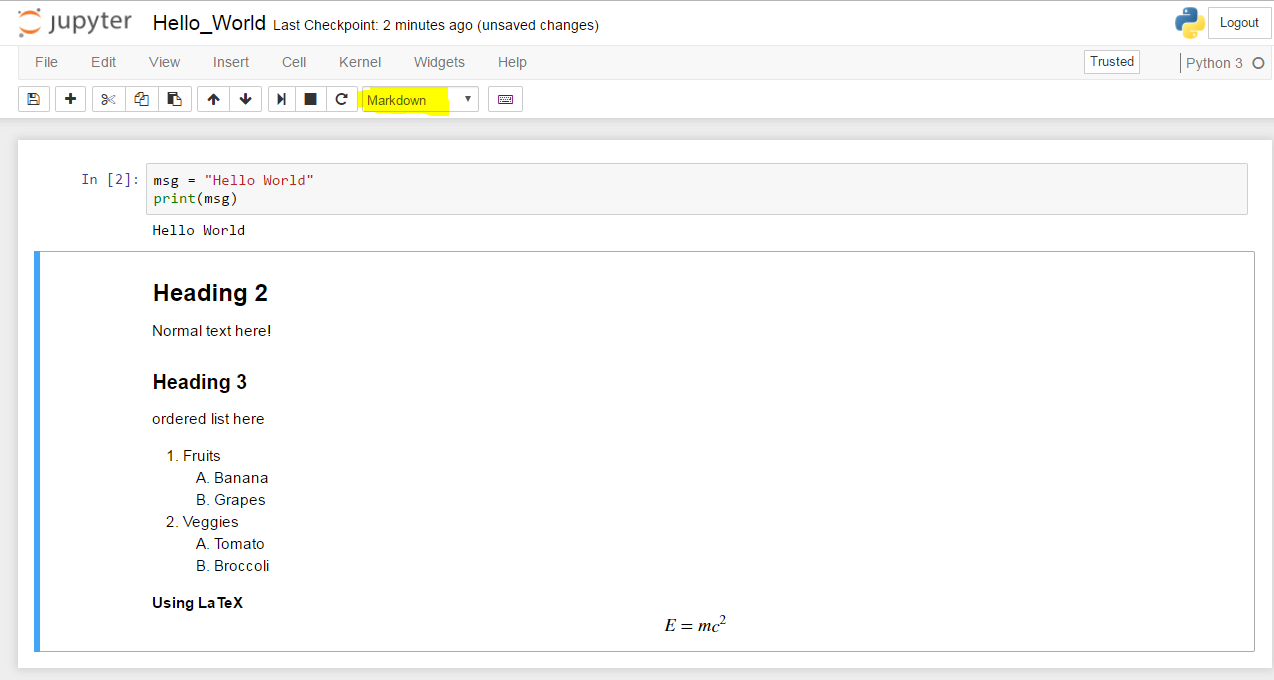 jupyter Hello_World Last Checkpoint: 2 minutes ago (unsaved changes) Logout
File Edit View Insert Cell Kernel Widgets Help Trusted Python 3
Markdown
In [2]: msg = "Hello World"
print(msg)
Hello World
Heading 2
Normal text here!
Heading 3
ordered list here
1. Fruits
A. Banana
B. Grapes
2. Veggies
A. Tomato
B. Broccoli
Using LaTeX
E = mc²